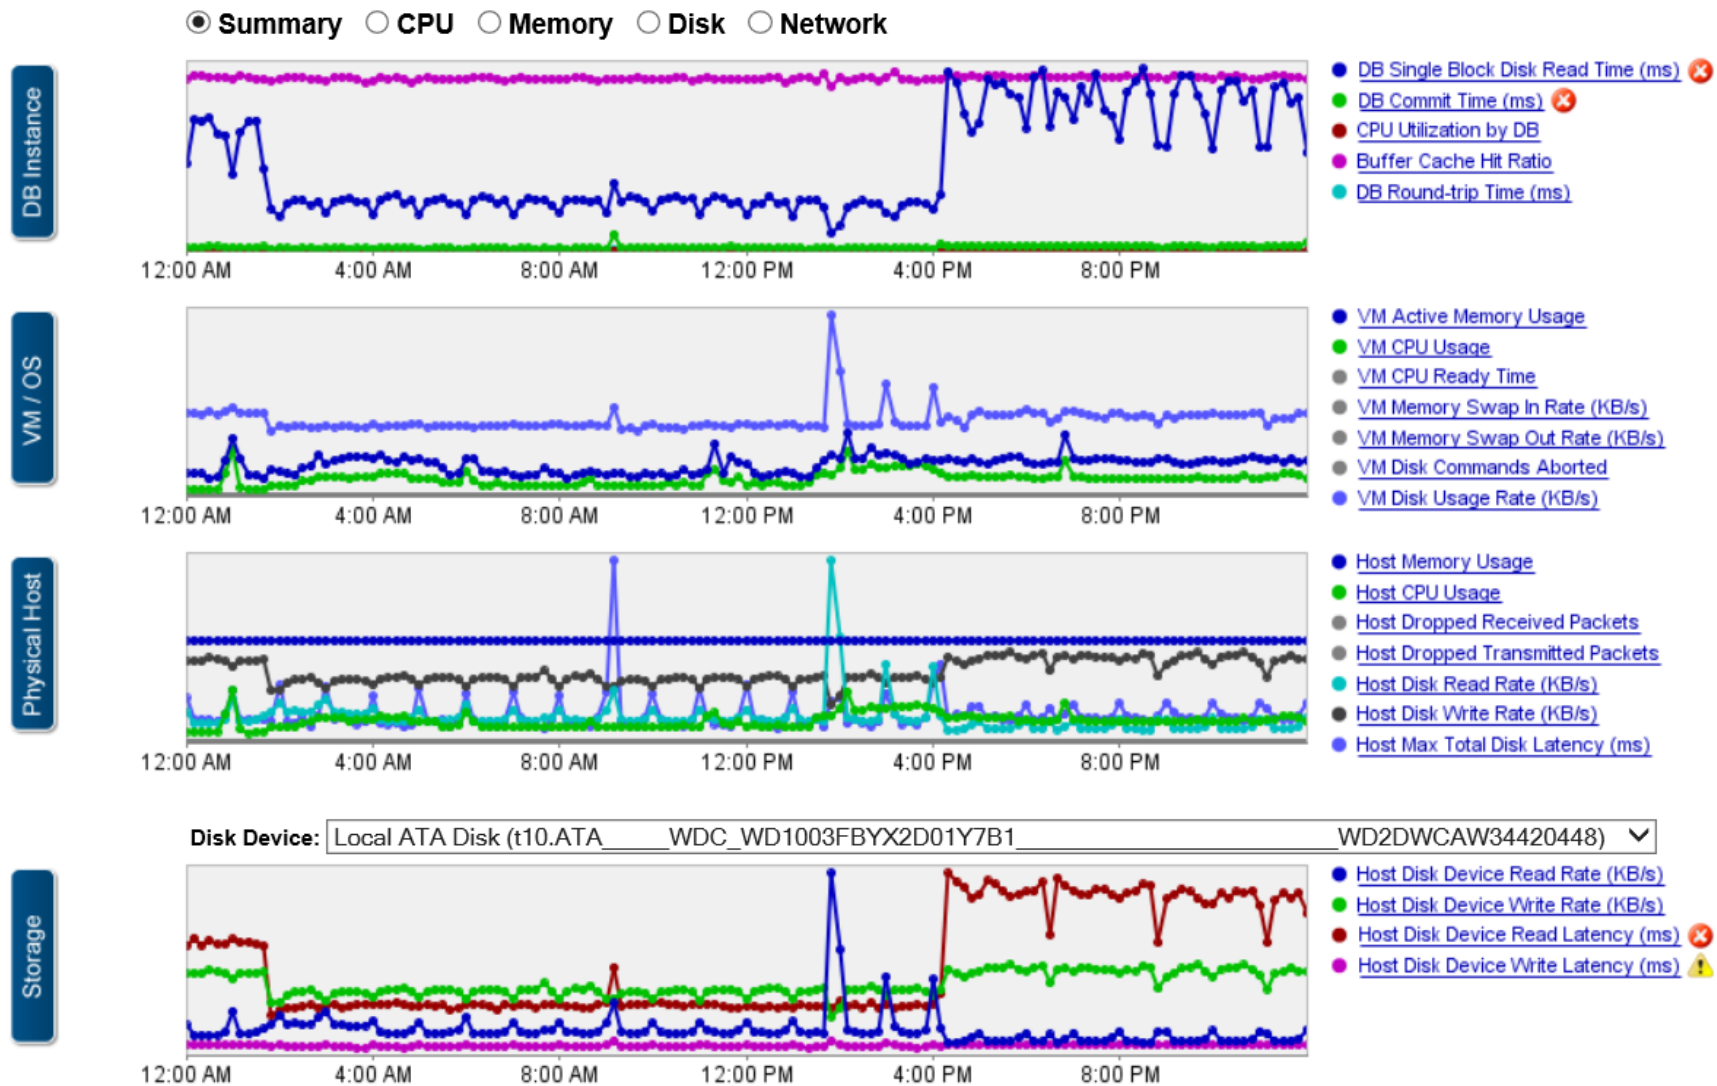 Summary CPU Memory Disk Network
DB Instance
DB Single Block Disk Read Time (ms)
DB Commit Time (ms)
CPU Utilization by DB
Buffer Cache Hit Ratio
DB Round-trip Time (ms)
12:00 AM 4:00 AM 8:00 AM 12:00 PM 4:00 PM 8:00 PM
VM / OS
VM Active Memory Usage
VM CPU Usage
VM CPU Ready Time
VM Memory Swap In Rate (KB/s)
VM Memory Swap Out Rate (KB/s)
VM Disk Commands Aborted
VM Disk Usage Rate (KB/s)
12:00 AM 4:00 AM 8:00 AM 12:00 PM 4:00 PM 8:00 PM
Physical Host
Host Memory Usage
Host CPU Usage
Host Dropped Received Packets
Host Dropped Transmitted Packets
Host Disk Read Rate (KB/s)
Host Disk Write Rate (KB/s)
Host Max Total Disk Latency (ms)
12:00 AM 4:00 AM 8:00 AM 12:00 PM 4:00 PM 8:00 PM
Disk Device: Local ATA Disk (t10.ATA_____WDC_WD1003FBYX2D01Y7B1________________________WD2DWCAW34420448)
Storage
Host Disk Device Read Rate (KB/s)
Host Disk Device Write Rate (KB/s)
Host Disk Device Read Latency (ms)
Host Disk Device Write Latency (ms)
12:00 AM 4:00 AM 8:00 AM 12:00 PM 4:00 PM 8:00 PM